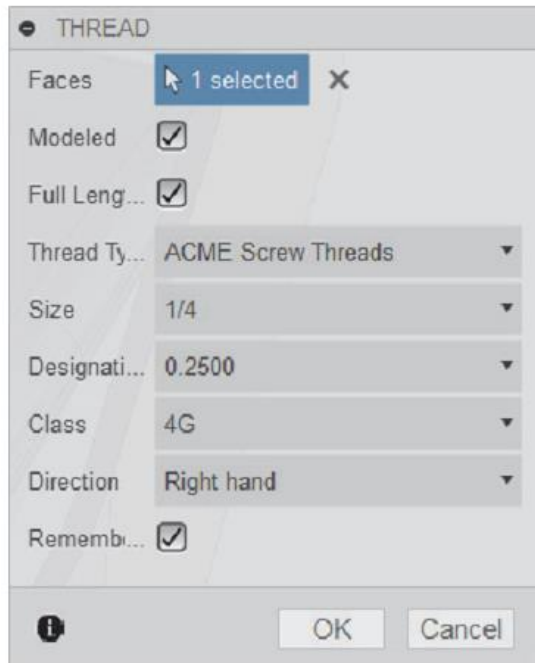 THREAD
Faces 1 selected
Modeled
Full Leng...
Thread Ty... ACME Screw Threads
Size 1/4
Designati... 0.2500
Class 4G
Direction Right hand
Remembe...
OK Cancel